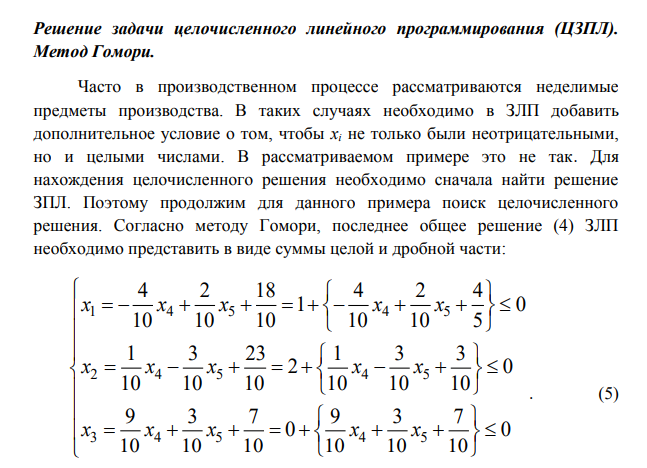 Решение задачи целочисленного линейного программирования (ЦЗПЛ).
Метод Гомори.
Часто в производственном процессе рассматриваются неделимые
предметы производства. В таких случаях необходимо в ЗЛП добавить
дополнительное условие о том, чтобы xᵢ не только были неотрицательными,
но и целыми числами. В рассматриваемом примере это не так. Для
нахождения целочисленного решения необходимо сначала найти решение
ЗПЛ. Поэтому продолжим для данного примера поиск целочисленного
решения. Согласно методу Гомори, последнее общее решение (4) ЗЛП
необходимо представить в виде суммы целой и дробной части:
x₁ = −4/10 x₄ + 2/10 x₅ + 18/10 = 1 + {−4/10 x₄ + 2/10 x₅ + 4/5} ≤ 0
x₂ = 1/10 x₄ − 3/10 x₅ + 23/10 = 2 + {1/10 x₄ − 3/10 x₅ + 3/10} ≤ 0 . (5)
x₃ = 9/10 x₄ + 3/10 x₅ + 7/10 = 0 + {9/10 x₄ + 3/10 x₅ + 7/10} ≤ 0